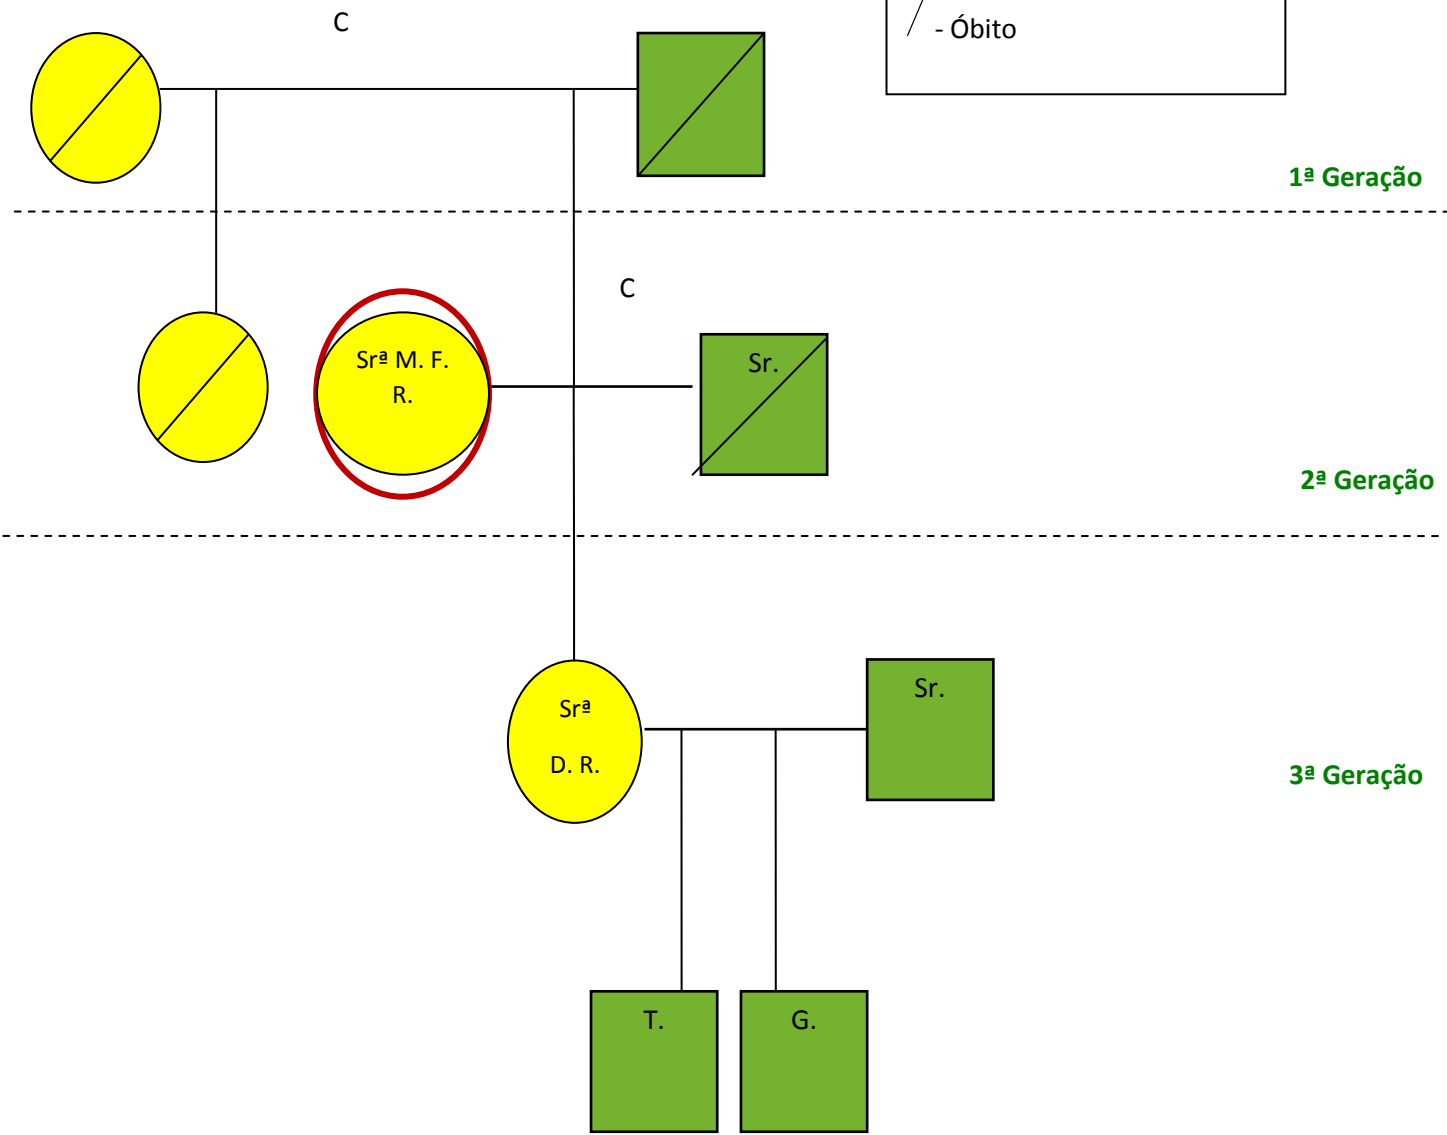 C
- Óbito
1ª Geração
C
Srª M. F.
R.
Sr.
2ª Geração
Srª
D. R.
Sr.
3ª Geração
T.
G.